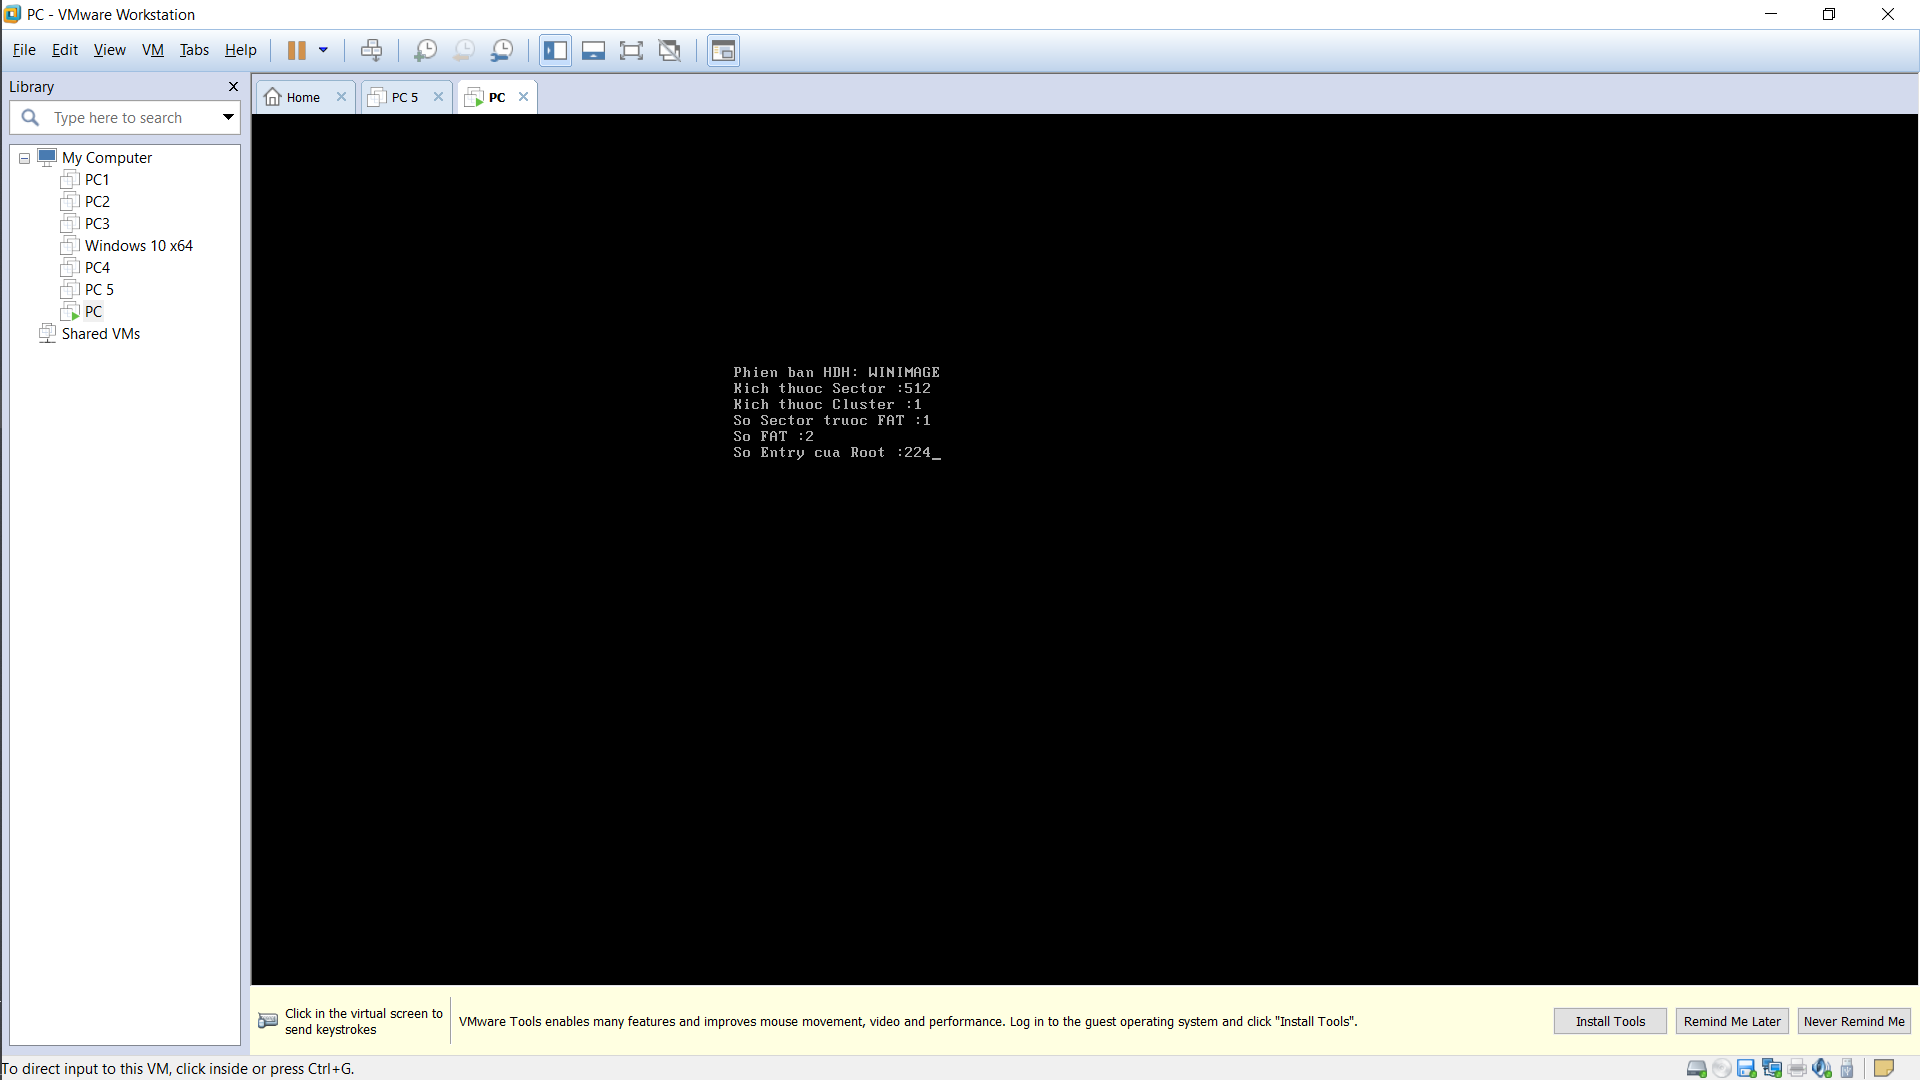 PC - VMware Workstation
File Edit View VM Tabs Help
Library
Type here to search
My Computer
PC1
PC2
PC3
Windows 10 x64
PC4
PC 5
PC
Shared VMs
Home
PC 5
PC
Phien ban HDH: WINIMAGE
Kich thuoc Sector :512
Kich thuoc Cluster :1
So Sector truoc FAT :1
So FAT :2
So Entry cua Root :224_
Click in the virtual screen to
send keystrokes
VMware Tools enables many features and improves mouse movement, video and performance. Log in to the guest operating system and click "Install Tools".
Install Tools
Remind Me Later
Never Remind Me
To direct input to this VM, click inside or press Ctrl+G.